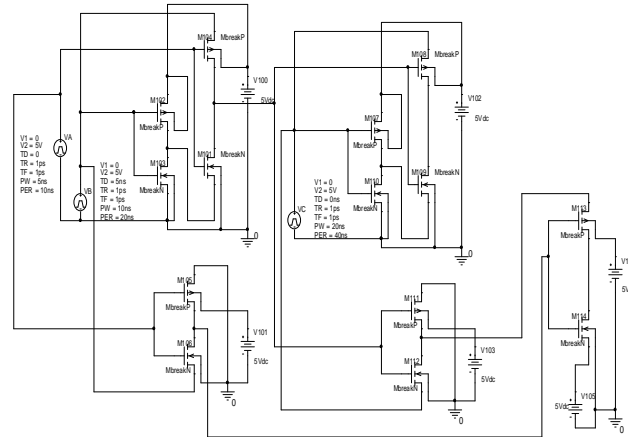 M104
MbreakP
M108
MbreakP
V100
5Vdc
V102
5Vdc
M102
MbreakP
M107
MbreakP
M103
MbreakN
M101
MbreakN
M110
MbreakN
M109
MbreakN
VA
V1 = 0
V2 = 5V
TD = 0
TR = 1ps
TF = 1ps
PW = 5ns
PER = 10ns
VB
V1 = 0
V2 = 5V
TD = 5ns
TR = 1ps
TF = 1ps
PW = 10ns
PER = 20ns
VC
V1 = 0
V2 = 5V
TD = 0ns
TR = 1ps
TF = 1ps
PW = 20ns
PER = 40ns
0
0
M113
MbreakP
V1
5V
M105
MbreakP
M106
MbreakN
V101
5Vdc
0
M111
MbreakP
M112
MbreakN
V103
5Vdc
0
M114
MbreakN
V105
5Vdc
0